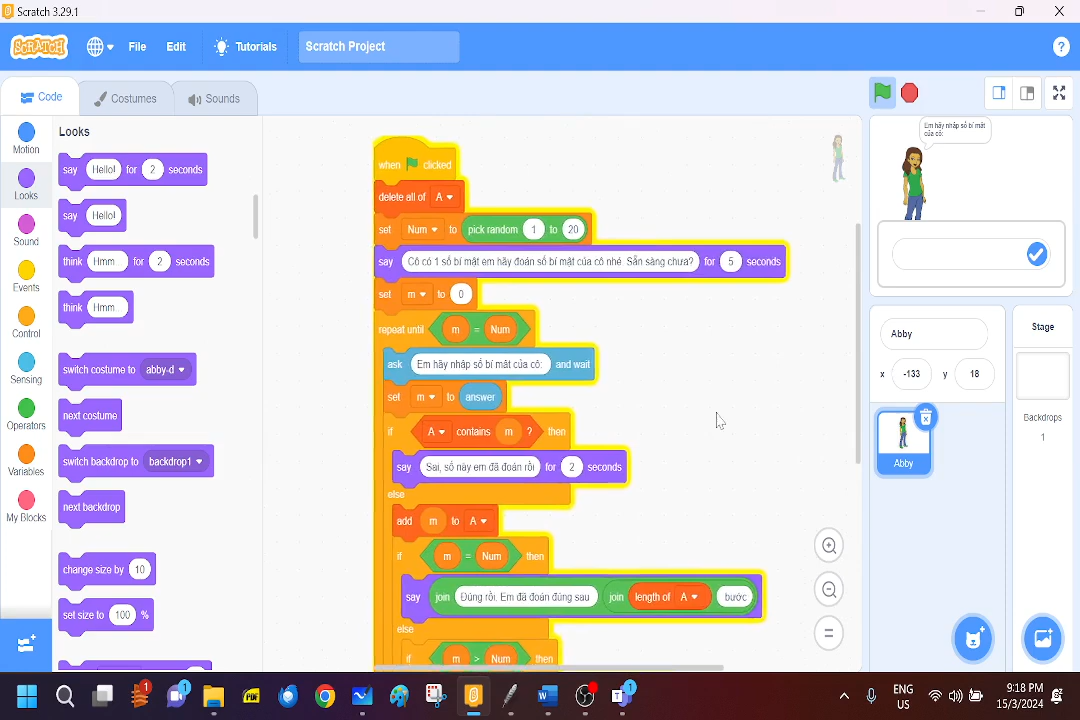 Scratch 3.29.1
SCRATCH
File
Edit
Tutorials
Scratch Project
?
Code
Costumes
Sounds
Motion
Looks
Sound
Events
Control
Sensing
Operators
Variables
My Blocks
Looks
say Hello! for 2 seconds
say Hello!
think Hmm for 2 seconds
think Hmm
switch costume to abby-d
next costume
switch backdrop to backdrop1
next backdrop
change size by 10
set size to 100 %
when clicked
delete all of A
set Num to pick random 1 to 20
say Cô có 1 số bí mật em hãy đoán số bí mật của cô nhé Sẵn sàng chưa? for 5 seconds
set m to 0
repeat until m = Num
ask Em hãy nhập số bí mật của cô: and wait
set m to answer
if A contains m ? then
say Sai, số này em đã đoán rồi for 2 seconds
else
add m to A
if m = Num then
say join Đúng rồi. Em đã đoán đúng sau join length of A bước
else
if m > Num then
Em hãy nhập số bí mật
của cô:
Abby
x -133 y 18
Abby
Stage
Backdrops
1
1
1
PDF
W
T
1
ENG
US
9:18 PM
15/3/2024